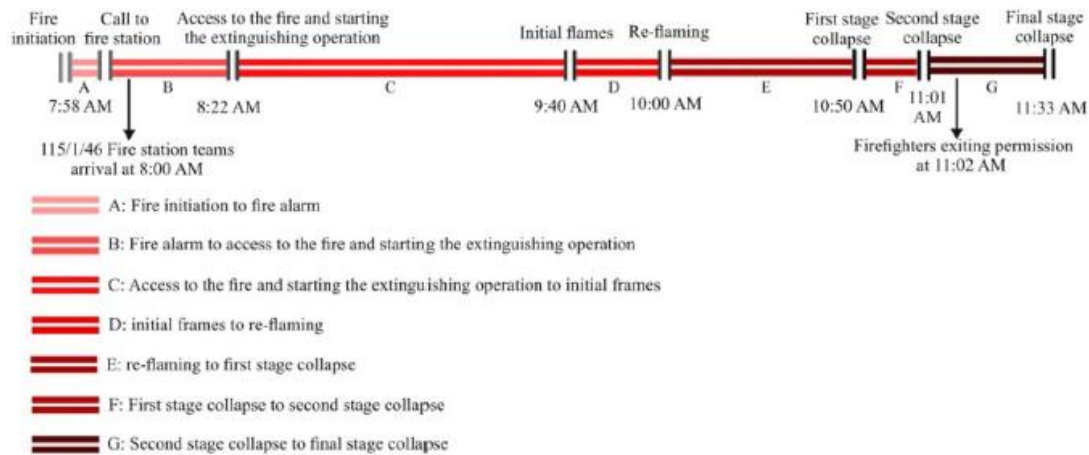 Fire initiation
Call to fire station
Access to the fire and starting the extinguishing operation
Initial flames
Re-flaming
First stage collapse
Second stage collapse
Final stage collapse
A
B
C
D
E
F
G
7:58 AM
8:22 AM
9:40 AM
10:00 AM
10:50 AM
11:01 AM
11:33 AM
115/1/46 Fire station teams
arrival at 8:00 AM
Firefighters exiting permission
at 11:02 AM
A: Fire initiation to fire alarm
B: Fire alarm to access to the fire and starting the extinguishing operation
C: Access to the fire and starting the extinguishing operation to initial frames
D: initial frames to re-flaming
E: re-flaming to first stage collapse
F: First stage collapse to second stage collapse
G: Second stage collapse to final stage collapse